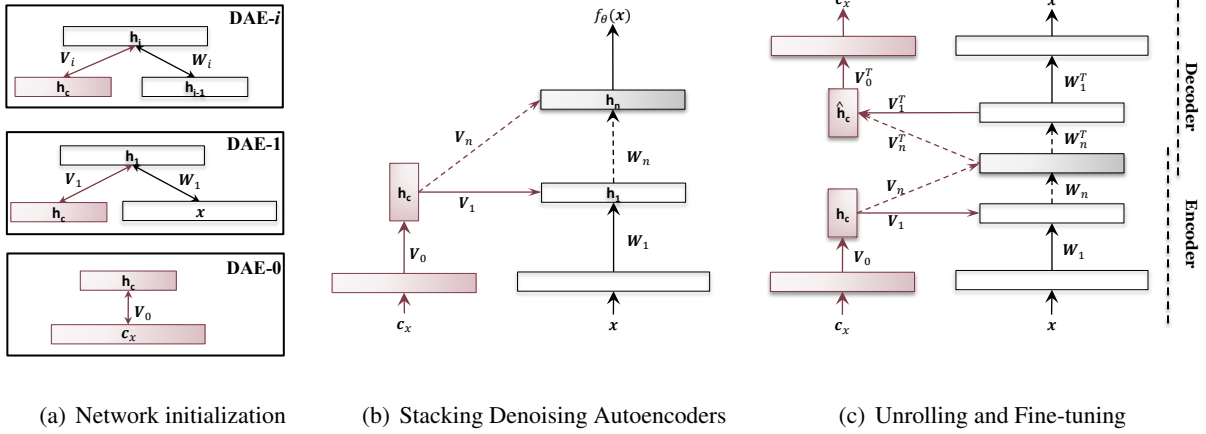 DAE-i
h_i
V_i
W_i
h_c
h_{i-1}
DAE-1
h_1
V_1
W_1
h_c
x
DAE-0
h_c
V_0
c_x
(a) Network initialization
f_θ(x)
h_n
V_n
W_n
h_c
h_1
V_1
W_1
V_0
c_x
x
(b) Stacking Denoising Autoencoders
c_x
x
V_0^T
W_1^T
ĥ_c
V_1^T
V_n^T
W_n^T
V_n
W_n
h_c
V_1
W_1
V_0
c_x
x
Decoder
Encoder
(c) Unrolling and Fine-tuning